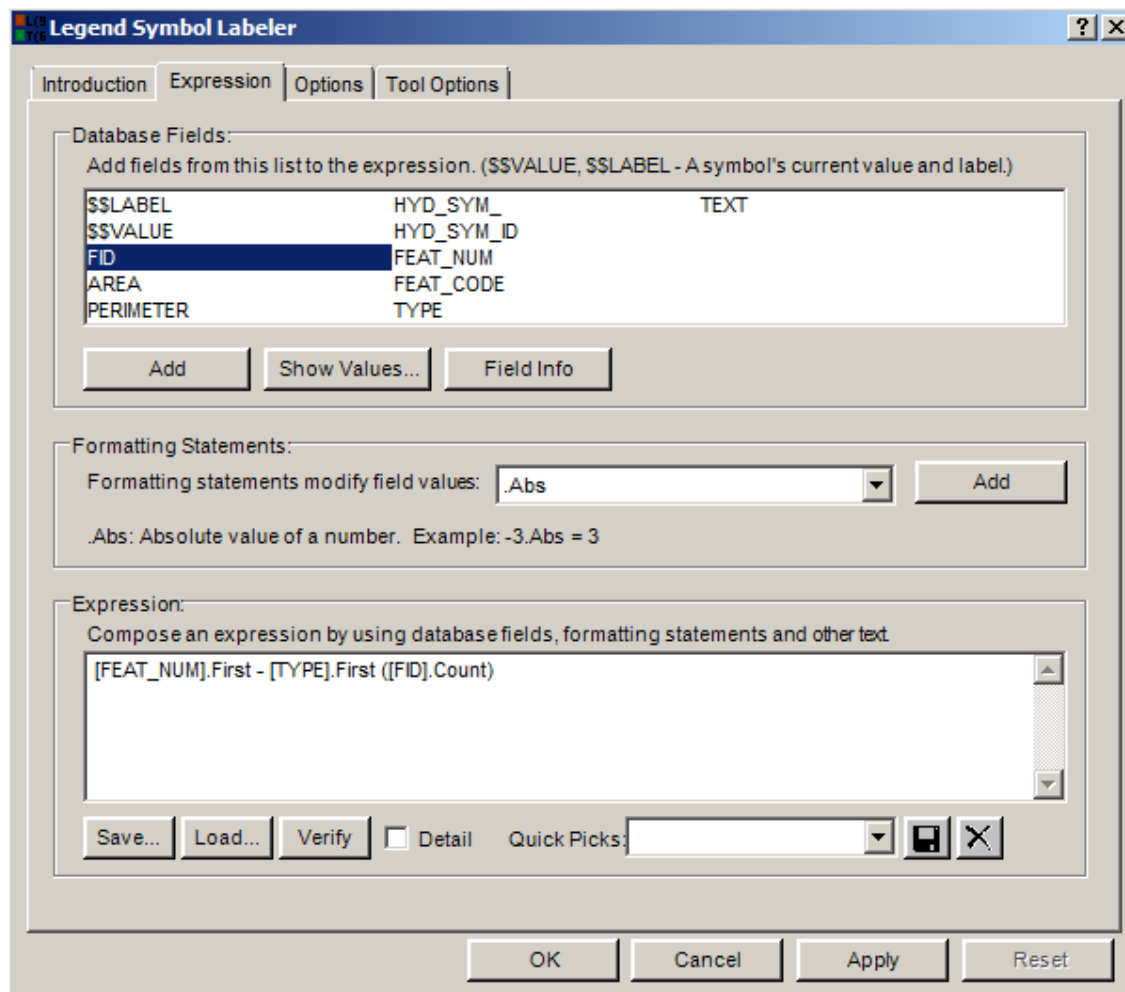 Legend Symbol Labeler
Introduction Expression Options Tool Options
Database Fields:
Add fields from this list to the expression. ($$VALUE, $$LABEL - A symbol's current value and label.)
$$LABEL HYD_SYM_ TEXT
$$VALUE HYD_SYM_ID
FID FEAT_NUM
AREA FEAT_CODE
PERIMETER TYPE
Add Show Values... Field Info
Formatting Statements:
Formatting statements modify field values: .Abs Add
.Abs: Absolute value of a number. Example: -3.Abs = 3
Expression:
Compose an expression by using database fields, formatting statements and other text.
[FEAT_NUM].First - [TYPE].First ([FID].Count)
Save... Load... Verify Detail Quick Picks:
OK Cancel Apply Reset